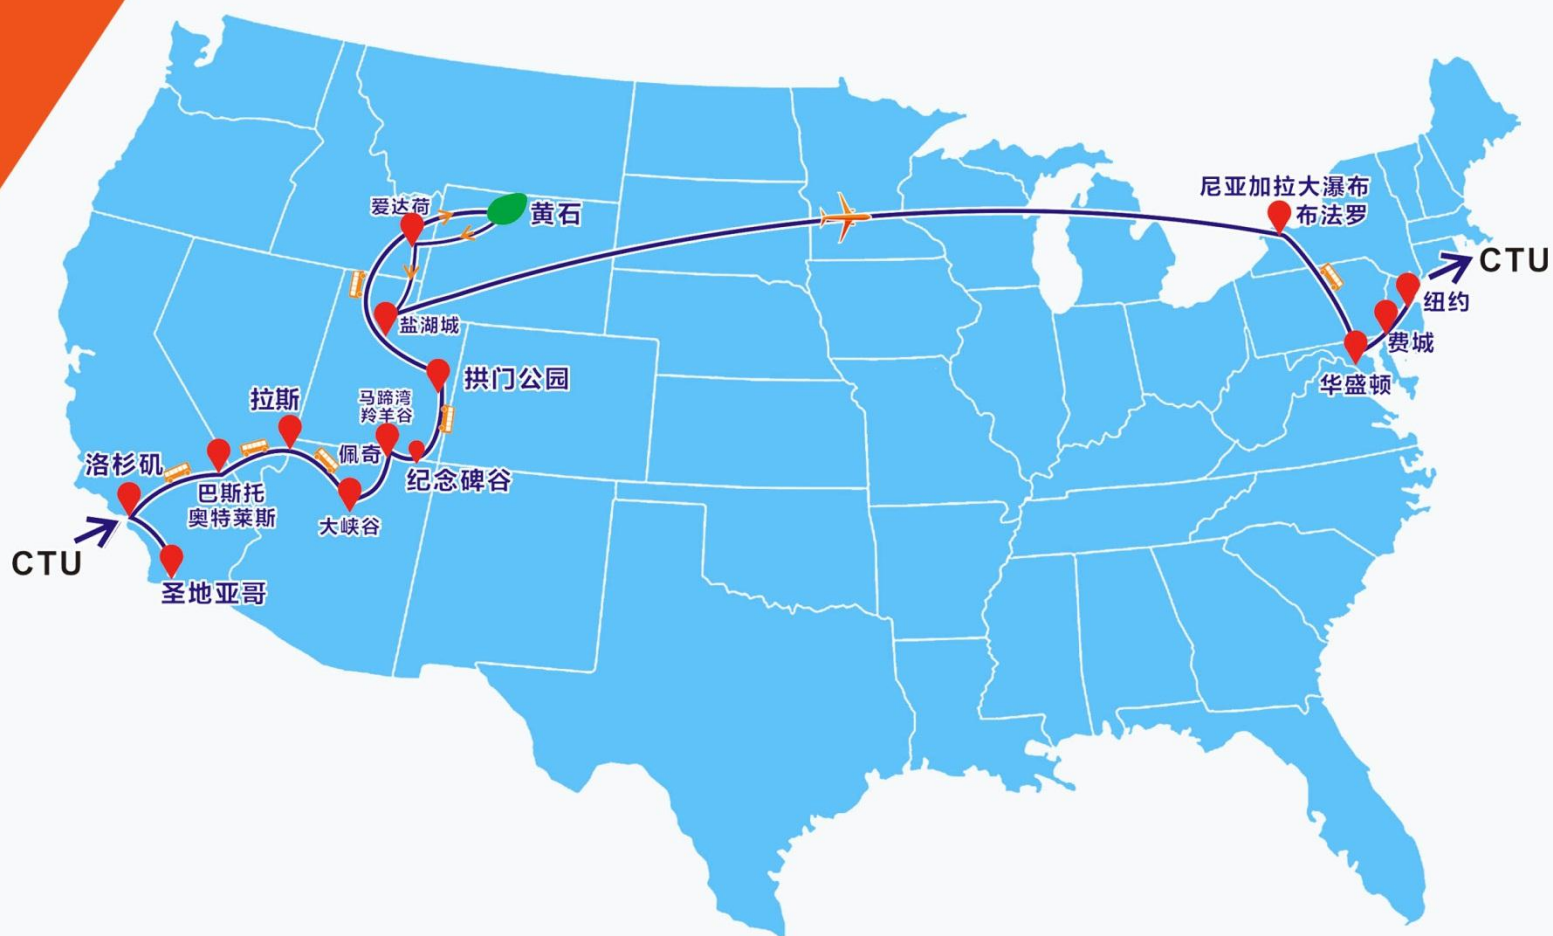 尼亚加拉大瀑布
布法罗
爱达荷
黄石
CTU
纽约
盐湖城
费城
拱门公园
华盛顿
拉斯
马蹄湾
羚羊谷
佩奇
洛杉矶
纪念碑谷
巴斯托
奥特莱斯
大峡谷
CTU
圣地亚哥